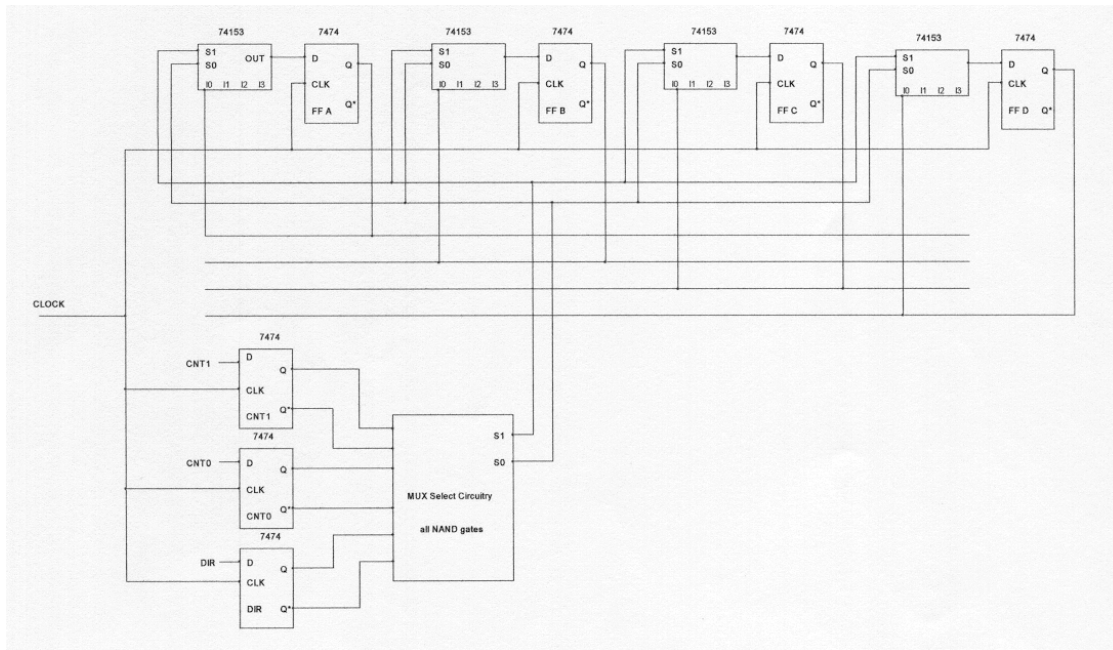 74153
7474
74153
7474
74153
7474
74153
7474
S1 OUT
S0
I0 I1 I2 I3
D Q
CLK
Q*
FF A
S1
S0
I0 I1 I2 I3
D Q
CLK
Q*
FF B
S1
S0
I0 I1 I2 I3
D Q
CLK
Q*
FF C
S1
S0
I0 I1 I2 I3
D Q
CLK
FF D Q*
CLOCK
7474
CNT1
D
Q
CLK
Q*
CNT1
7474
CNT0
D
Q
CLK
Q*
CNT0
7474
DIR
D
Q
CLK
DIR Q*
S1
S0
MUX Select Circuitry
all NAND gates